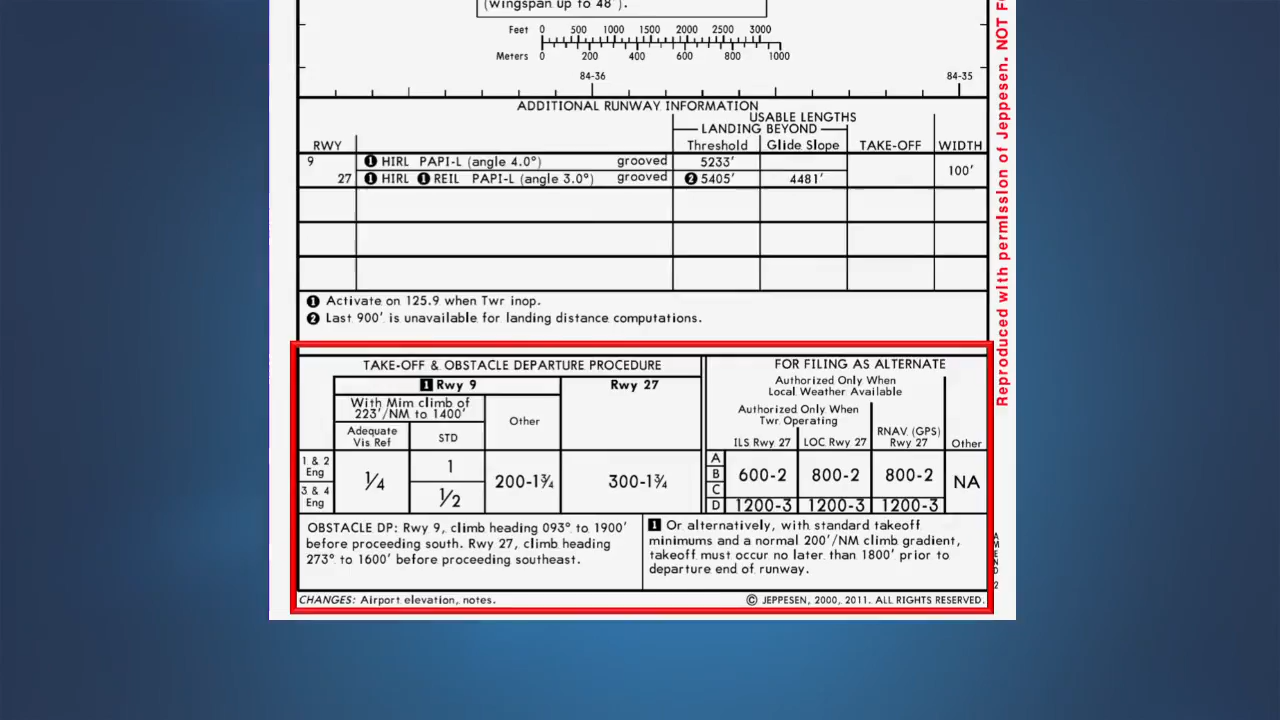 (wingspan up to 48').
Feet 0 500 1000 1500 2000 2500 3000
Meters 0 200 400 600 800 1000
84-36 84-35
ADDITIONAL RUNWAY INFORMATION
USABLE LENGTHS
LANDING BEYOND
RWY Threshold Glide Slope TAKE-OFF WIDTH
9 1 HIRL PAPI-L (angle 4.0°) grooved 5233'
100'
27 1 HIRL 1 REIL PAPI-L (angle 3.0°) grooved 2 5405' 4481'
1 Activate on 125.9 when Twr inop.
2 Last 900' is unavailable for landing distance computations.
TAKE-OFF & OBSTACLE DEPARTURE PROCEDURE
1 Rwy 9 Rwy 27
With Mim climb of
223'/NM to 1400'
Other
Adequate
Vis Ref
STD
1 & 2
Eng
3 & 4
Eng
1/4
1
1/2
200-1 3/4
300-1 3/4
FOR FILING AS ALTERNATE
Authorized Only When
Local Weather Available
Authorized Only When
Twr Operating
ILS Rwy 27 LOC Rwy 27
RNAV (GPS)
Rwy 27
Other
A
B
C
D
600-2 800-2 800-2
NA
1200-3 1200-3 1200-3
OBSTACLE DP: Rwy 9, climb heading 093° to 1900'
before proceeding south. Rwy 27, climb heading
273° to 1600' before proceeding southeast.
1 Or alternatively, with standard takeoff
minimums and a normal 200'/NM climb gradient,
takeoff must occur no later than 1800' prior to
departure end of runway.
CHANGES: Airport elevation, notes.
© JEPPESEN, 2000, 2011. ALL RIGHTS RESERVED.
Reproduced with permission of Jeppesen. NOT
AMEND 2